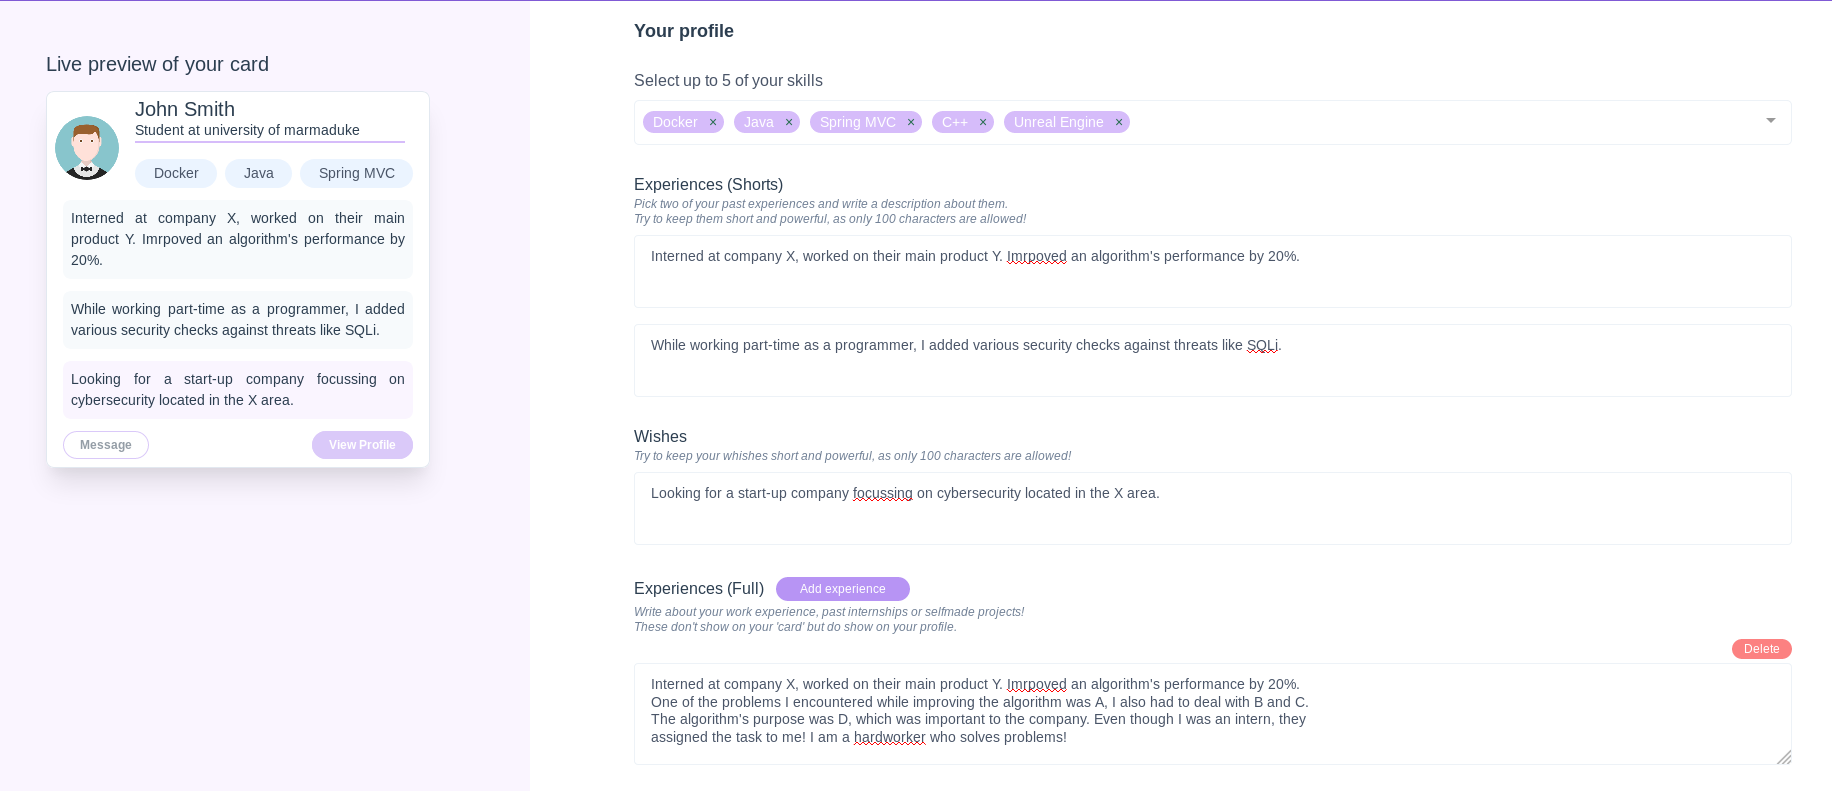 Live preview of your card
John Smith
Student at university of marmaduke
Docker
Java
Spring MVC
Interned at company X, worked on their main
product Y. Imrpoved an algorithm's performance by
20%.
While working part-time as a programmer, I added
various security checks against threats like SQLi.
Looking for a start-up company focussing on
cybersecurity located in the X area.
Message
View Profile
Your profile
Select up to 5 of your skills
Docker ×
Java ×
Spring MVC ×
C++ ×
Unreal Engine ×
Experiences (Shorts)
Pick two of your past experiences and write a description about them.
Try to keep them short and powerful, as only 100 characters are allowed!
Interned at company X, worked on their main product Y. Imrpoved an algorithm's performance by 20%.
While working part-time as a programmer, I added various security checks against threats like SQLi.
Wishes
Try to keep your whishes short and powerful, as only 100 characters are allowed!
Looking for a start-up company focussing on cybersecurity located in the X area.
Experiences (Full)
Add experience
Write about your work experience, past internships or selfmade projects!
These don't show on your 'card' but do show on your profile.
Delete
Interned at company X, worked on their main product Y. Imrpoved an algorithm's performance by 20%.
One of the problems I encountered while improving the algorithm was A, I also had to deal with B and C.
The algorithm's purpose was D, which was important to the company. Even though I was an intern, they
assigned the task to me! I am a hardworker who solves problems!